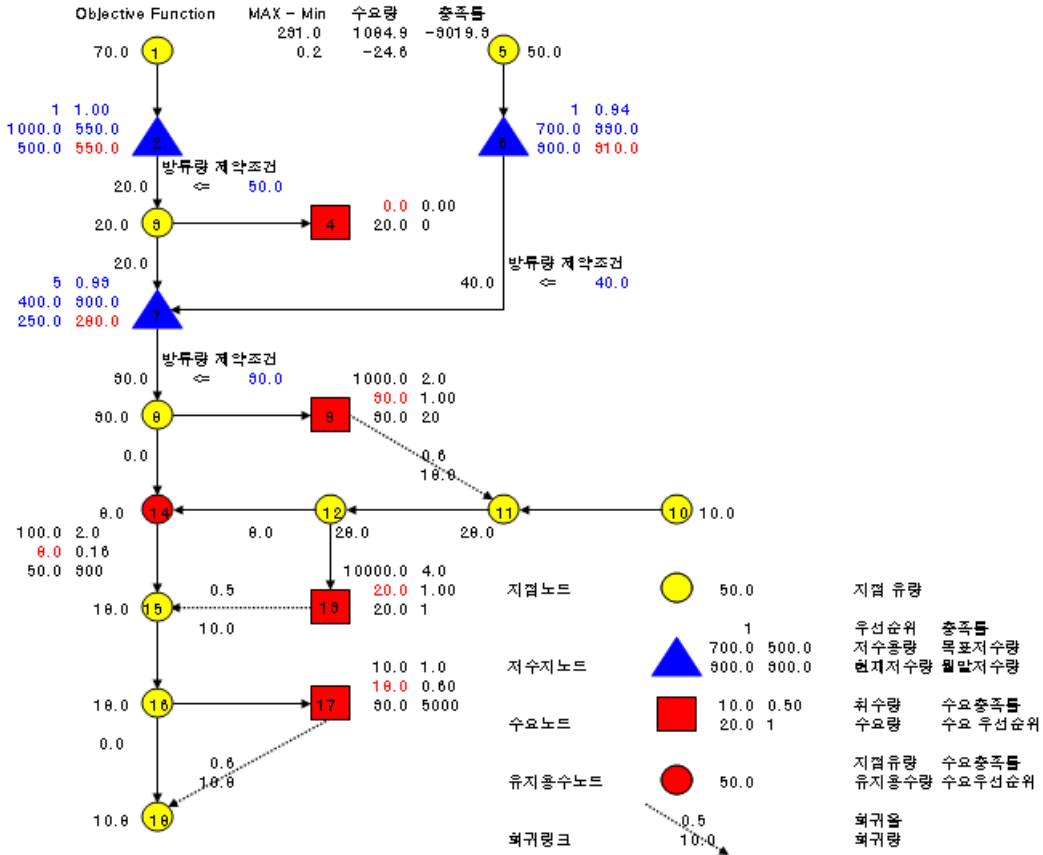 Objective Function MAX - Min 수요량 충족률
291.0 1084.9 -9019.9
0.2 -24.6
70.0 1
5 50.0
1 1.00
1000.0 550.0
500.0 550.0
2
1 0.94
700.0 990.0
900.0 910.0
6
방류량 제약조건
20.0 <= 50.0
20.0 9
4
0.0 0.00
20.0 0
20.0
방류량 제약조건
40.0 <= 40.0
5 0.99
400.0 900.0
250.0 280.0
7
방류량 제약조건
90.0 <= 90.0
90.0 8
9
1000.0 2.0
90.0 1.00
90.0 20
0.0
0.6
18.0
8.0 14
12
11
10 10.0
8.0 28.0 28.0
100.0 2.0
8.0 0.16
50.0 900
10000.0 4.0
20.0 1.00
20.0 1
0.5
18.0 15
19
10.0
10.0 1.0
18.0 0.60
90.0 5000
18.0 16
17
0.0
0.6
10.8
10.8 18
지점노드 50.0 지점 유량
저수지노드
1
700.0 500.0
900.0 900.0
우선순위 충족률
저수용량 목표저수량
현재저수량 월말저수량
수요노드
10.0 0.50
20.0 1
취수량 수요충족률
수요량 수요 우선순위
유지용수노드 50.0
지점유량 수요충족률
유지용수량 수요우선순위
회귀링크
0.5
10.0
회귀율
회귀량